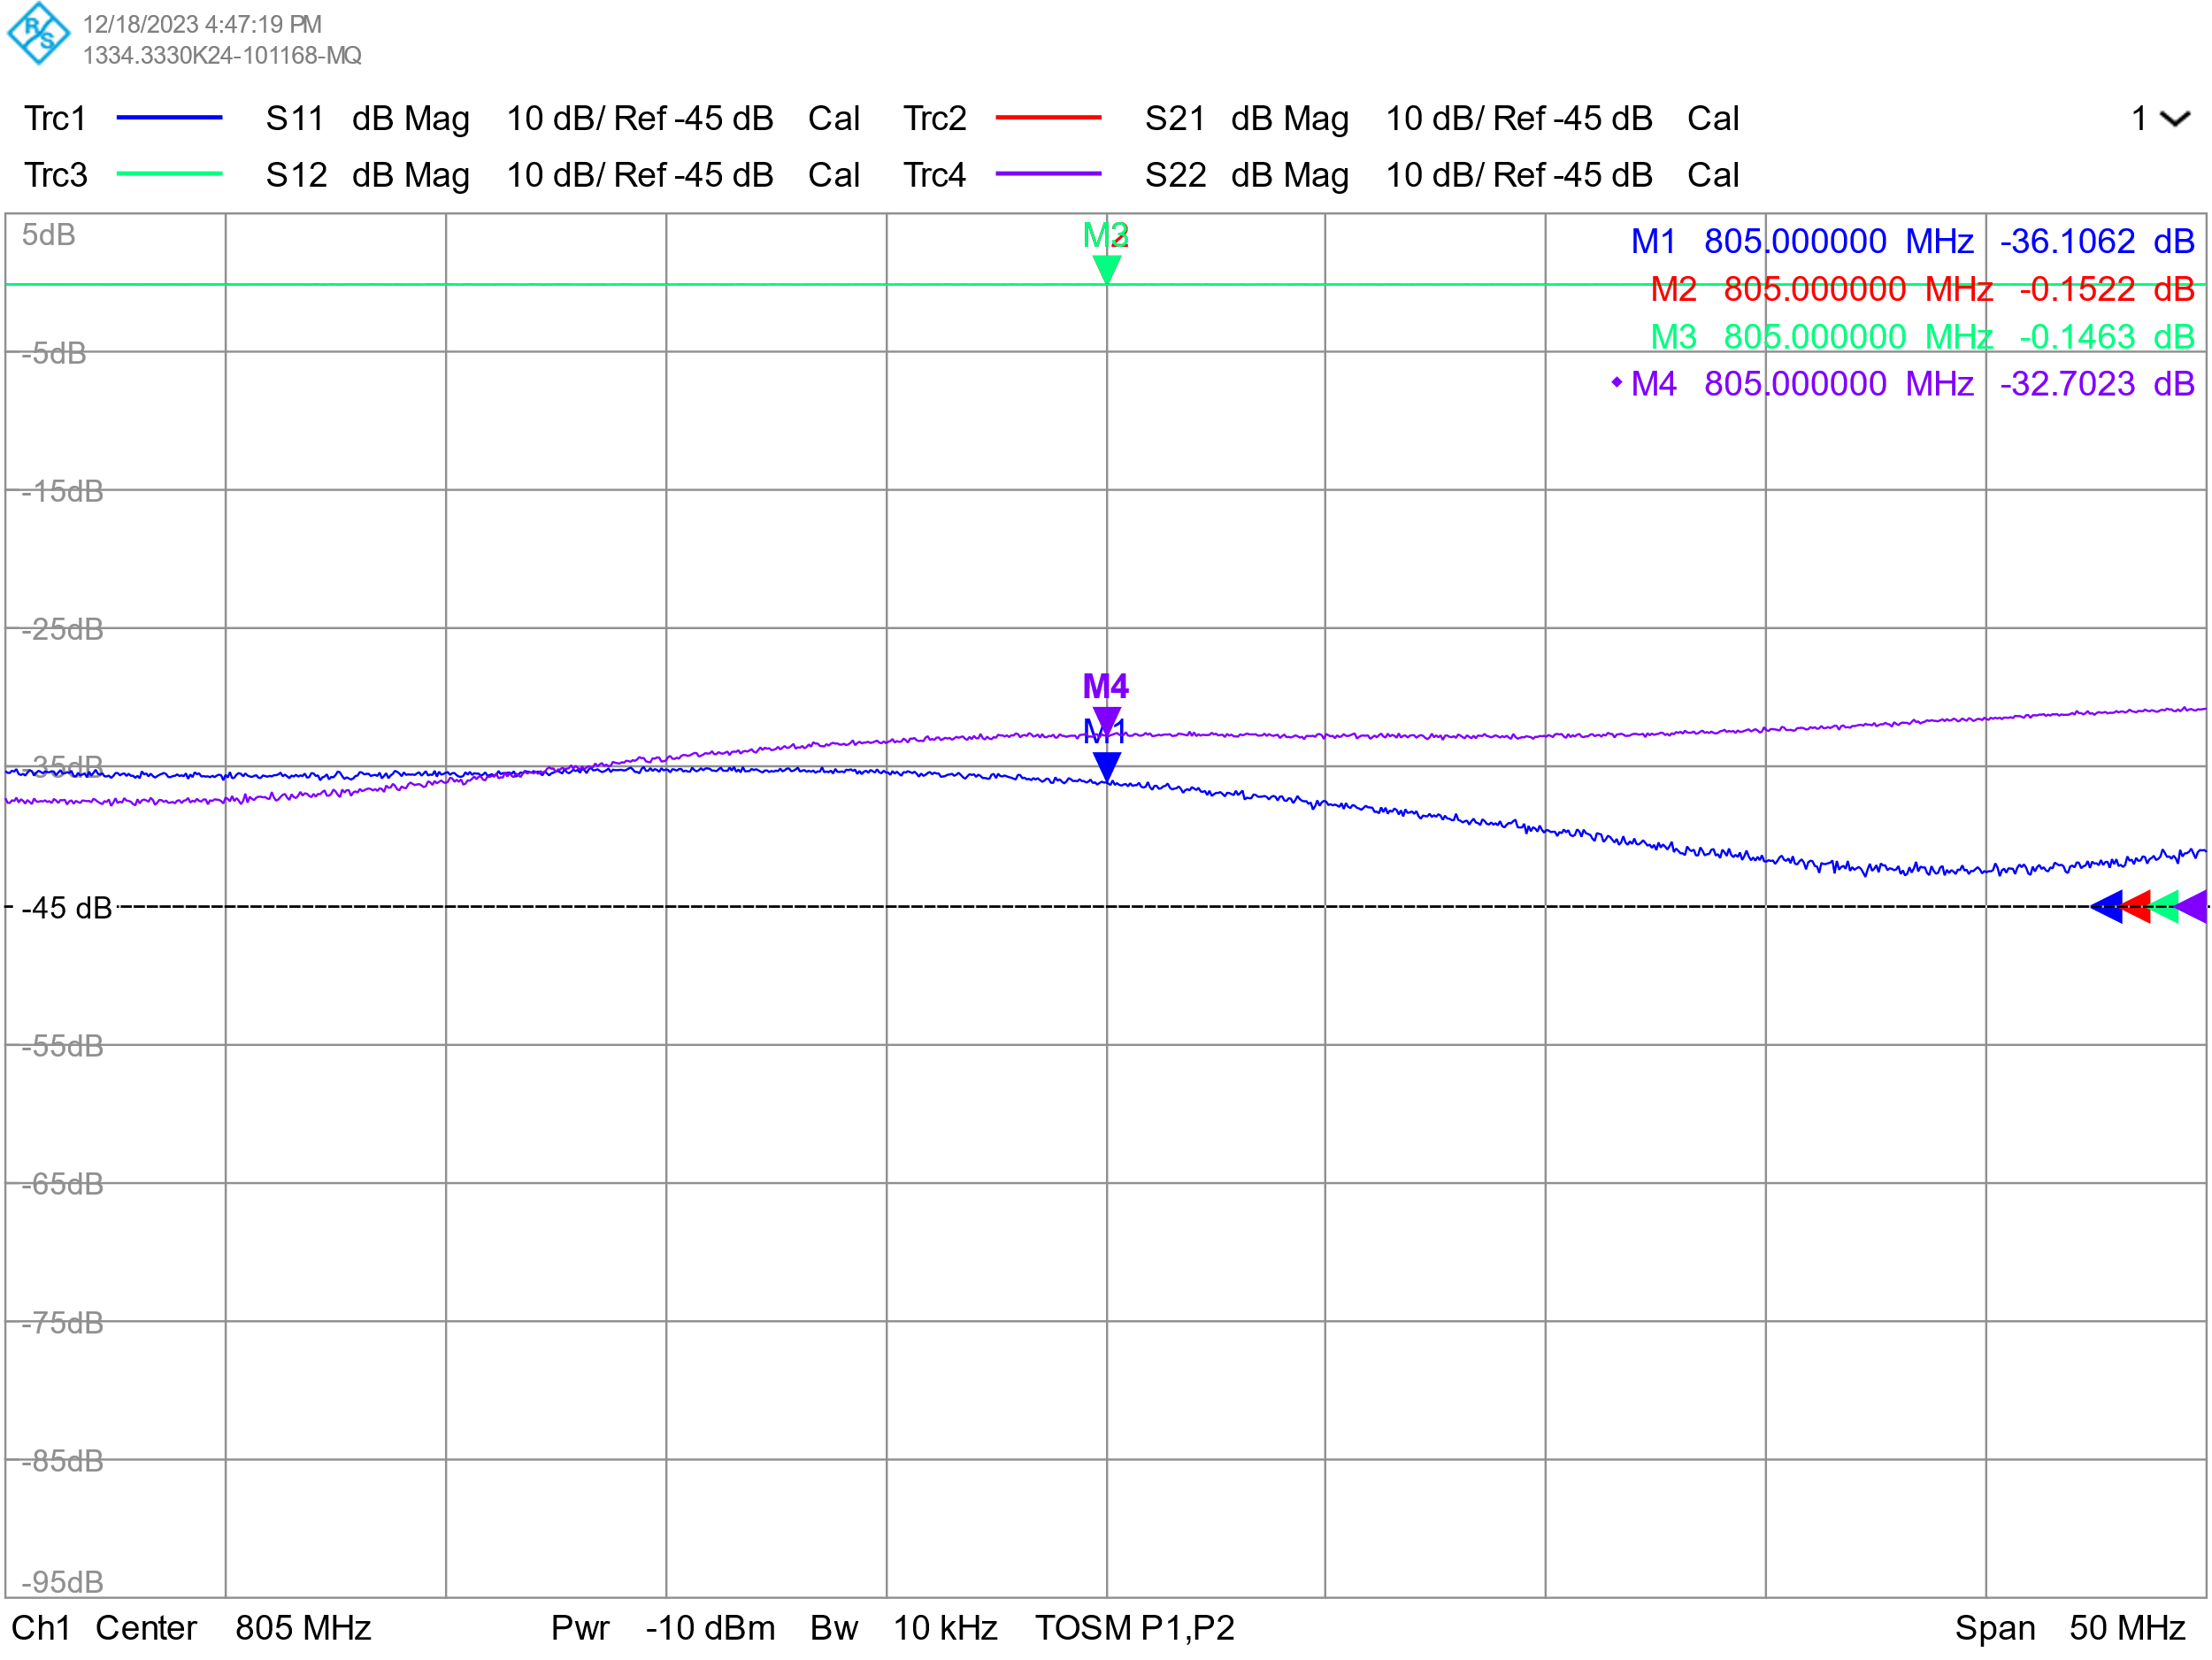 R
S
12/18/2023 4:47:19 PM
1334.3330K24-101168-MQ
Trc1 S11 dB Mag 10 dB/ Ref -45 dB Cal Trc2 S21 dB Mag 10 dB/ Ref -45 dB Cal 1
Trc3 S12 dB Mag 10 dB/ Ref -45 dB Cal Trc4 S22 dB Mag 10 dB/ Ref -45 dB Cal
5dB
M3
M1 805.000000 MHz -36.1062 dB
M2 805.000000 MHz -0.1522 dB
M3 805.000000 MHz -0.1463 dB
-5dB
M4 805.000000 MHz -32.7023 dB
-15dB
-25dB
M4
M1
-35dB
-45 dB
-55dB
-65dB
-75dB
-85dB
-95dB
Ch1 Center 805 MHz Pwr -10 dBm Bw 10 kHz TOSM P1,P2 Span 50 MHz